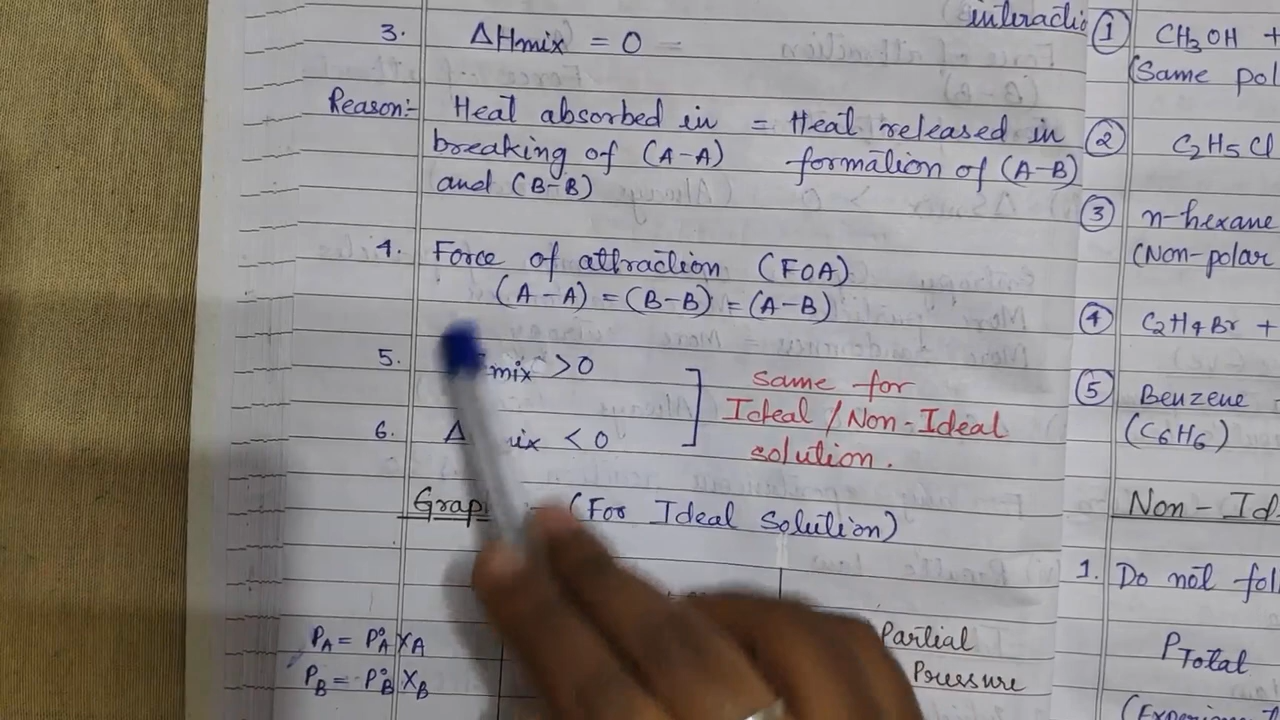 3. ΔHmix = 0
Reason:- Heat absorbed in = Heat released in
breaking of (A-A) formation of (A-B)
and (B-B)
4. Force of attraction (FOA)
(A-A) = (B-B) = (A-B)
5. mix > 0
6. Δ ix < 0
Same for
Ideal / Non-Ideal
solution.
Grap (For Ideal Solution)
PA = P°A XA
PB = P°B XB
Partial
Pressure
interactio
① CH3OH +
(Same pol
② C2H5Cl
③ n-hexane
(Non-polar
④ C2H4Br +
⑤ Benzene
(C6H6)
Non-Id
1. Do not fol
PTotal
(Experimen